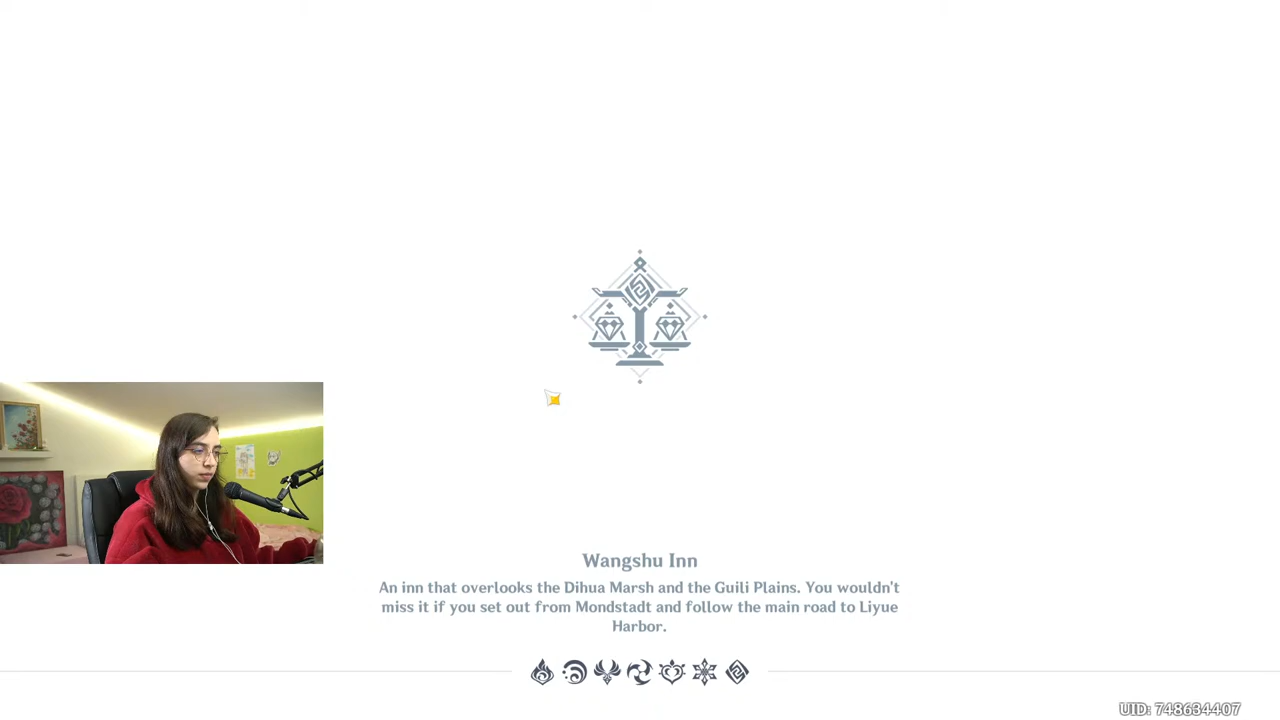 Wangshu Inn
An inn that overlooks the Dihua Marsh and the Guili Plains. You wouldn't
miss it if you set out from Mondstadt and follow the main road to Liyue
Harbor.
UID: 748634407